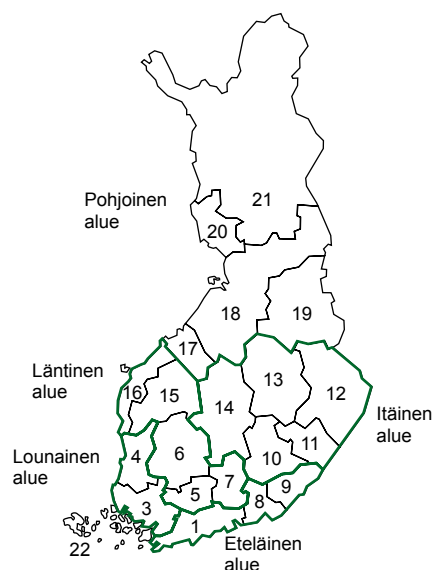 21
Pohjoinen
alue
20
18
19
17
Läntinen
alue
16
15
13
12
14
Itäinen
alue
Lounainen
alue
4
6
10
11
7
9
5
8
3
1
22
Eteläinen
alue